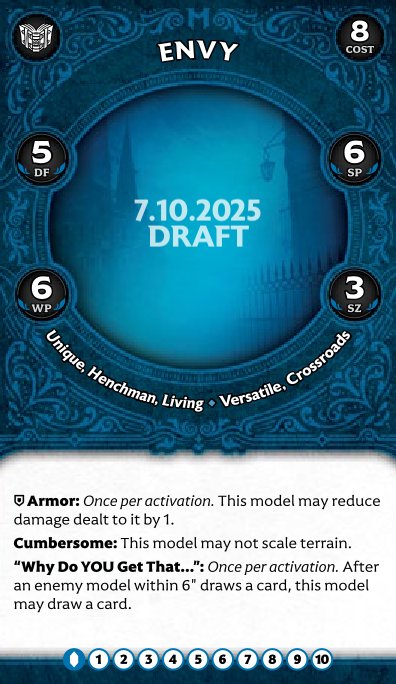 ENVY
8
COST
5
DF
6
SP
7.10.2025
DRAFT
6
WP
3
SZ
Unique, Henchman, Living ⬥ Versatile, Crossroads
Armor: Once per activation. This model may reduce
damage dealt to it by 1.
Cumbersome: This model may not scale terrain.
“Why Do YOU Get That...”: Once per activation. After
an enemy model within 6" draws a card, this model
may draw a card.
1 2 3 4 5 6 7 8 9 10